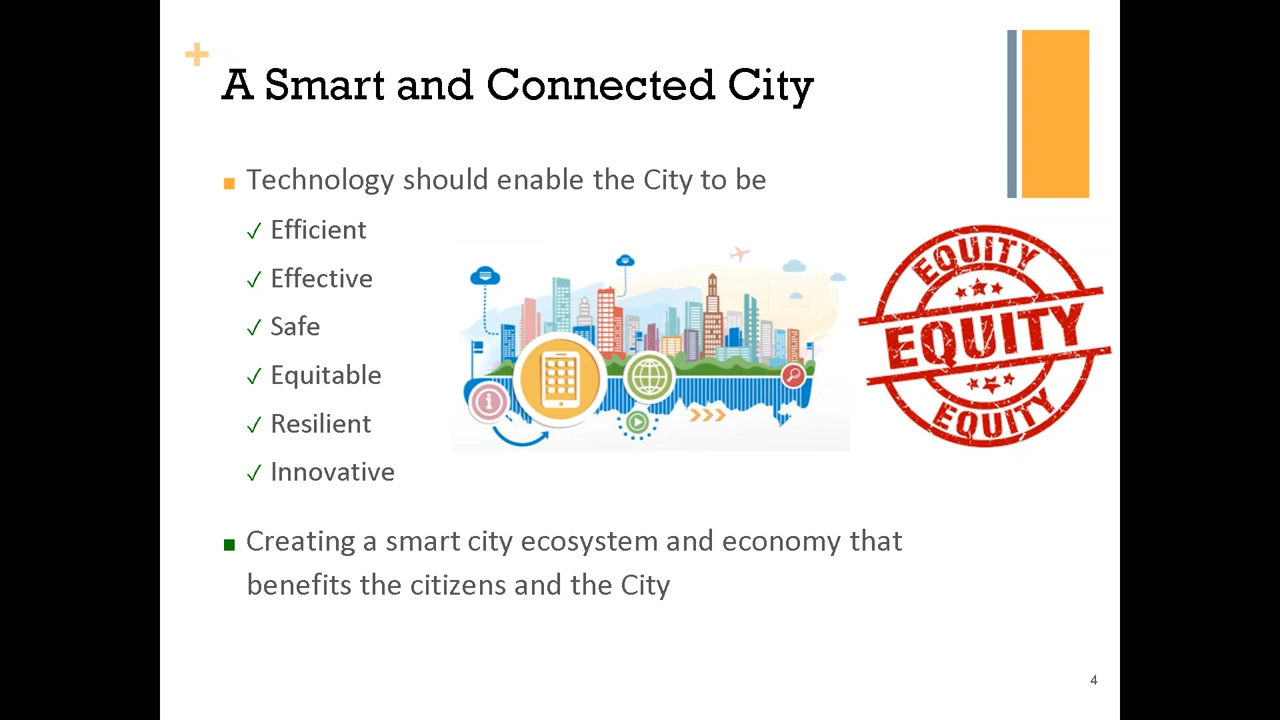 +
A Smart and Connected City
■ Technology should enable the City to be
✓ Efficient
✓ Effective
✓ Safe
✓ Equitable
✓ Resilient
✓ Innovative
EQUITY
EQUITY
EQUITY
■ Creating a smart city ecosystem and economy that
benefits the citizens and the City
4